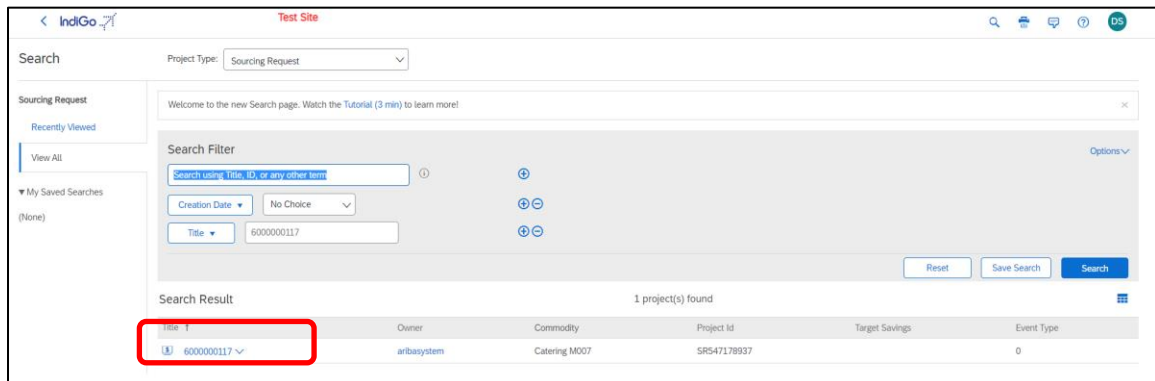 IndiGo
Test Site
DS
Search
Project Type: Sourcing Request
Sourcing Request
Recently Viewed
View All
My Saved Searches
(None)
Welcome to the new Search page. Watch the Tutorial (3 min) to learn more!
Search Filter
Options
Search using Title, ID, or any other term
Creation Date No Choice
Title 6000000117
Reset Save Search Search
Search Result 1 project(s) found
Title ↑ Owner Commodity Project Id Target Savings Event Type
6000000117 aribasystem Catering M007 SR547178937 0